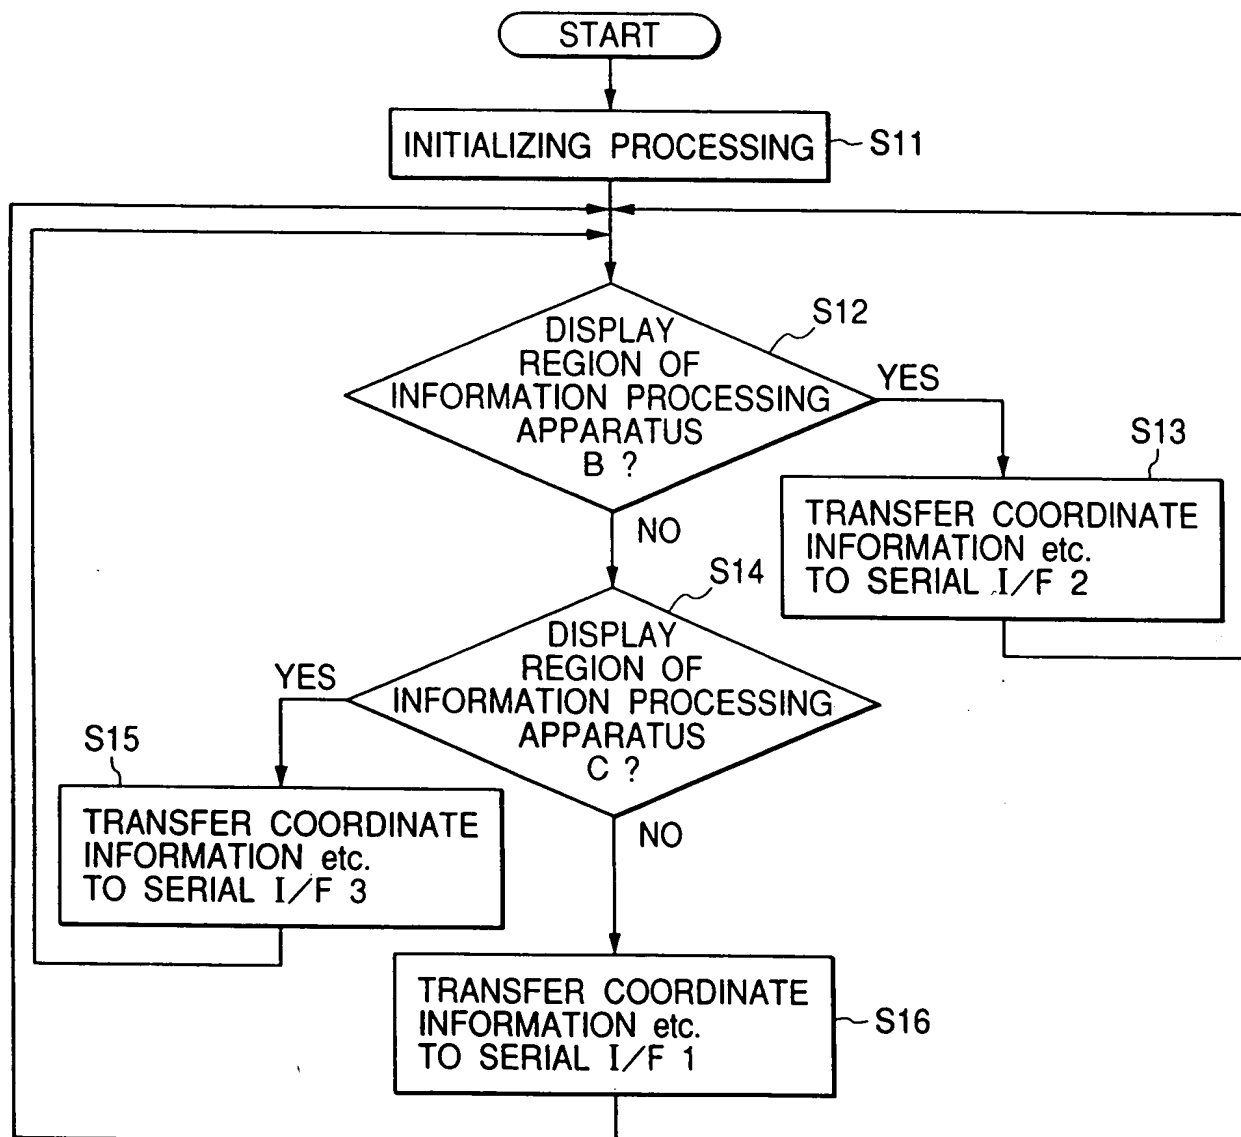 START
INITIALIZING PROCESSING
S11
S12
DISPLAY
REGION OF
INFORMATION PROCESSING
APPARATUS
B ?
YES
NO
S13
TRANSFER COORDINATE
INFORMATION etc.
TO SERIAL I/F 2
S14
DISPLAY
REGION OF
INFORMATION PROCESSING
APPARATUS
C ?
YES
NO
S15
TRANSFER COORDINATE
INFORMATION etc.
TO SERIAL I/F 3
TRANSFER COORDINATE
INFORMATION etc.
TO SERIAL I/F 1
S16